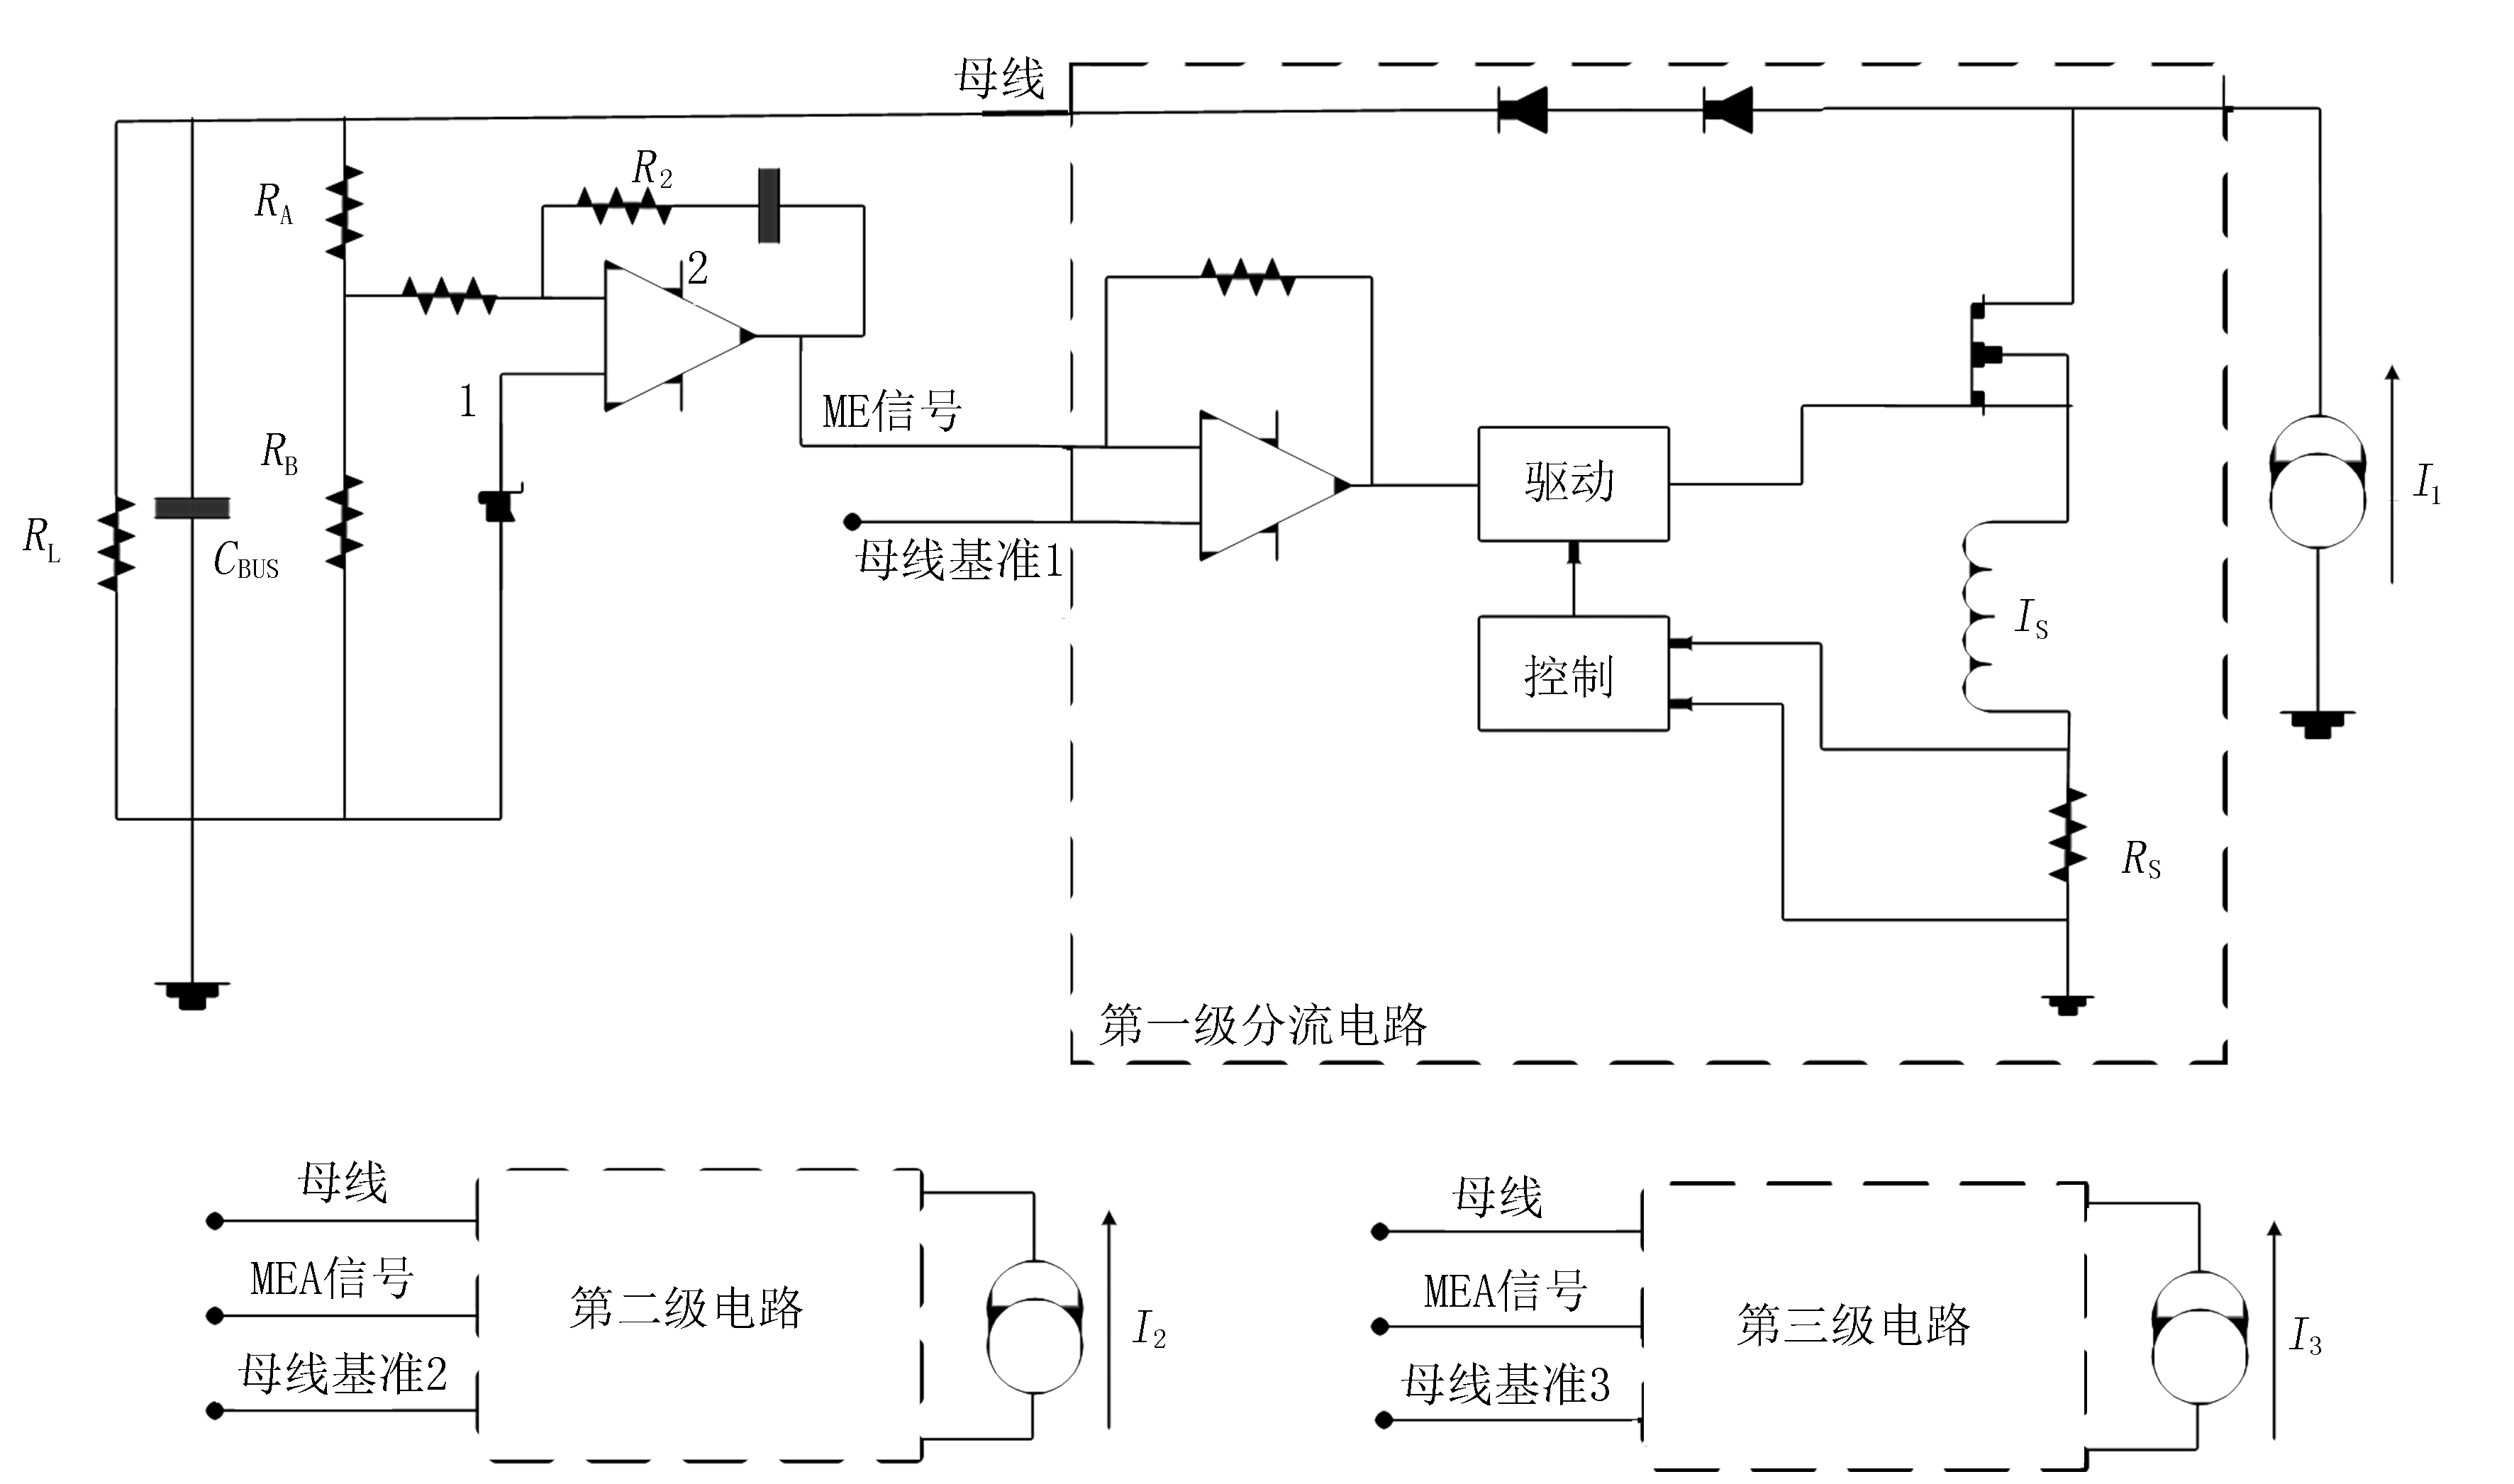 母线
R2
RA
2
1
ME信号
RB
驱动
I1
RL
CBUS
母线基准1
IS
控制
RS
第一级分流电路
母线
MEA信号
母线基准2
第二级电路
I2
母线
MEA信号
母线基准3
第三级电路
I3